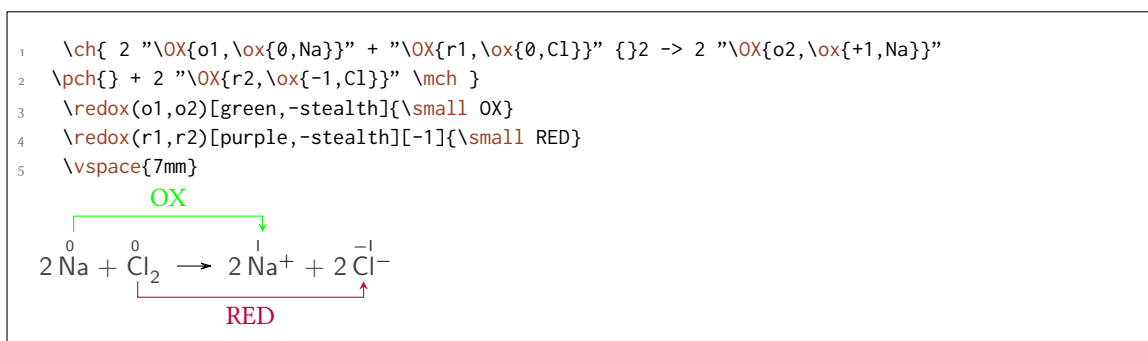 1 \ch{ 2 "\OX{o1,\ox{0,Na}}" + "\OX{r1,\ox{0,Cl}}" {}2 -> 2 "\OX{o2,\ox{+1,Na}}"
2 \pch{} + 2 "\OX{r2,\ox{-1,Cl}}" \mch }
3 \redox(o1,o2)[green,-stealth]{\small OX}
4 \redox(r1,r2)[purple,-stealth][-1]{\small RED}
5 \vspace{7mm}
OX
0 0 I −I
2 Na + Cl₂ ⟶ 2 Na⁺ + 2 Cl⁻
RED